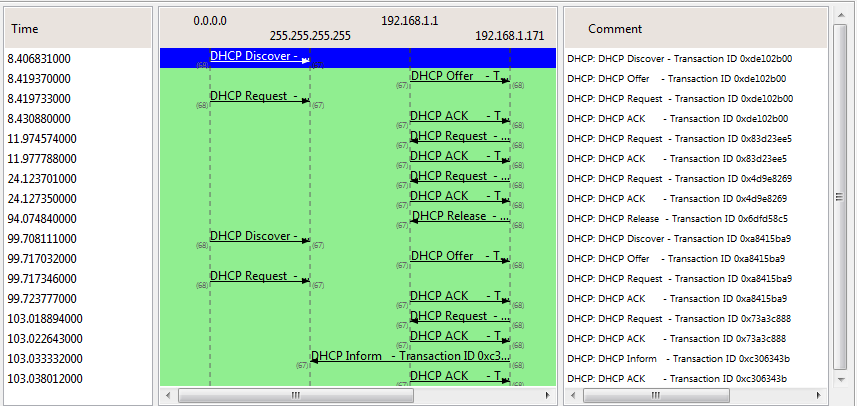 Time 0.0.0.0 255.255.255.255 192.168.1.1 192.168.1.171 Comment
8.406831000 DHCP Discover - (68) (67) DHCP: DHCP Discover - Transaction ID 0xde102b00
8.419370000 DHCP Offer - T... (67) (68) DHCP: DHCP Offer - Transaction ID 0xde102b00
8.419733000 DHCP Request - (68) (67) DHCP: DHCP Request - Transaction ID 0xde102b00
8.430880000 DHCP ACK - T... (67) (68) DHCP: DHCP ACK - Transaction ID 0xde102b00
11.974574000 DHCP Request - ... (67) (68) DHCP: DHCP Request - Transaction ID 0x83d23ee5
11.977788000 DHCP ACK - T... (67) (68) DHCP: DHCP ACK - Transaction ID 0x83d23ee5
24.123701000 DHCP Request - ... (67) (68) DHCP: DHCP Request - Transaction ID 0x4d9e8269
24.127350000 DHCP ACK - T... (67) (68) DHCP: DHCP ACK - Transaction ID 0x4d9e8269
94.074840000 DHCP Release - ... (67) (68) DHCP: DHCP Release - Transaction ID 0x6dfd58c5
99.708111000 DHCP Discover - (68) (67) DHCP: DHCP Discover - Transaction ID 0xa8415ba9
99.717032000 DHCP Offer - T... (67) (68) DHCP: DHCP Offer - Transaction ID 0xa8415ba9
99.717346000 DHCP Request - (68) (67) DHCP: DHCP Request - Transaction ID 0xa8415ba9
99.723777000 DHCP ACK - T... (67) (68) DHCP: DHCP ACK - Transaction ID 0xa8415ba9
103.018894000 DHCP Request - ... (67) (68) DHCP: DHCP Request - Transaction ID 0x73a3c888
103.022643000 DHCP ACK - T... (67) (68) DHCP: DHCP ACK - Transaction ID 0x73a3c888
103.033332000 DHCP Inform - Transaction ID 0xc3... (67) (68) DHCP: DHCP Inform - Transaction ID 0xc306343b
103.038012000 DHCP ACK - T... (67) (68) DHCP: DHCP ACK - Transaction ID 0xc306343b